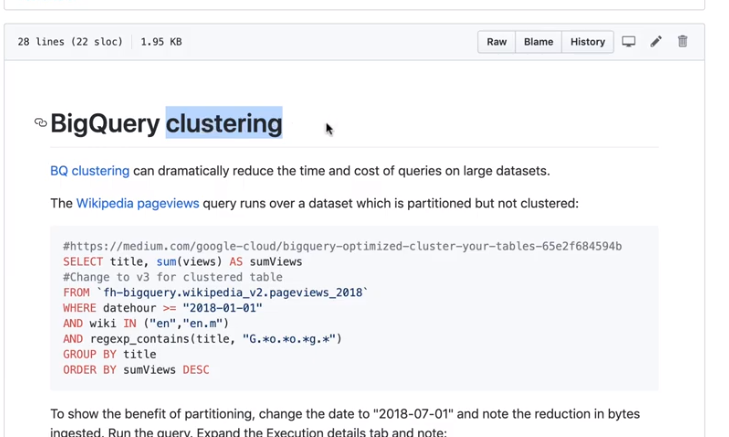 28 lines (22 sloc) 1.95 KB Raw Blame History
BigQuery clustering
BQ clustering can dramatically reduce the time and cost of queries on large datasets.
The Wikipedia pageviews query runs over a dataset which is partitioned but not clustered:
#https://medium.com/google-cloud/bigquery-optimized-cluster-your-tables-65e2f684594b
SELECT title, sum(views) AS sumViews
#Change to v3 for clustered table
FROM `fh-bigquery.wikipedia_v2.pageviews_2018`
WHERE datehour >= "2018-01-01"
AND wiki IN ("en","en.m")
AND regexp_contains(title, "G.*o.*o.*g.*")
GROUP BY title
ORDER BY sumViews DESC
To show the benefit of partitioning, change the date to "2018-07-01" and note the reduction in bytes
ingested. Run the query. Expand the Execution details tab and note: